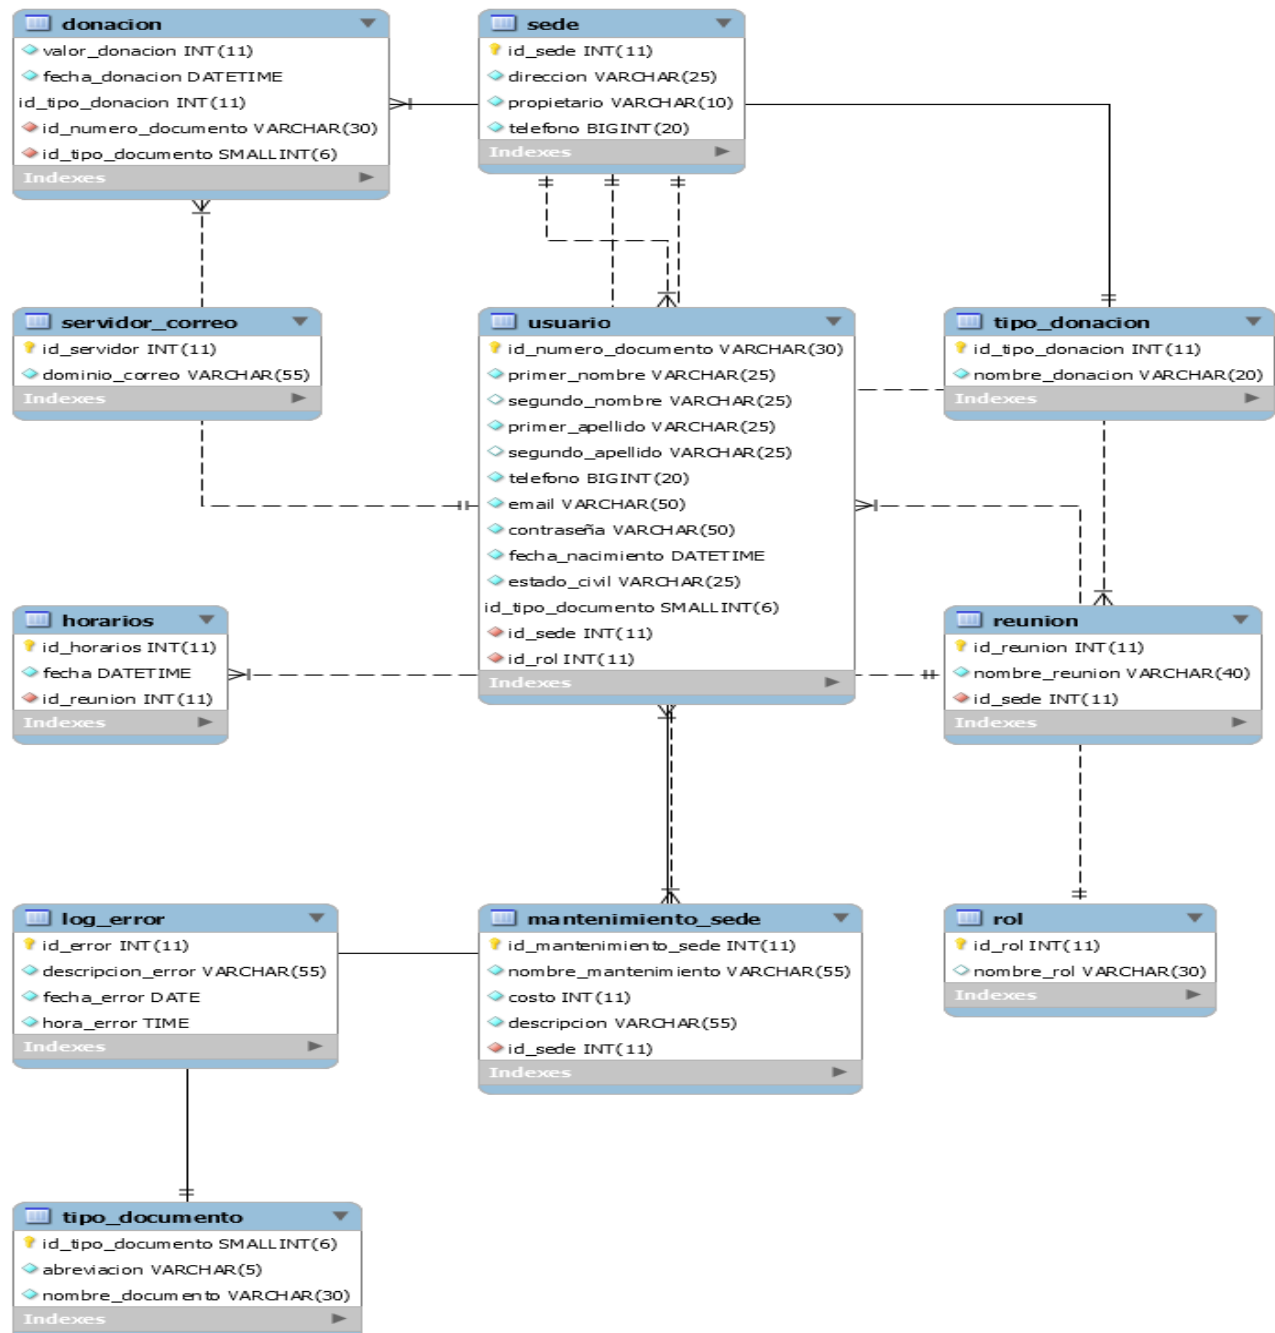 donacion
valor_donacion INT(11)
fecha_donacion DATETIME
id_tipo_donacion INT(11)
id_numero_documento VARCHAR(30)
id_tipo_documento SMALLINT(6)
Indexes
sede
id_sede INT(11)
direccion VARCHAR(25)
propietario VARCHAR(10)
telefono BIGINT(20)
Indexes
servidor_correo
id_servidor INT(11)
dominio_correo VARCHAR(55)
Indexes
usuario
id_numero_documento VARCHAR(30)
primer_nombre VARCHAR(25)
segundo_nombre VARCHAR(25)
primer_apellido VARCHAR(25)
segundo_apellido VARCHAR(25)
telefono BIGINT(20)
email VARCHAR(50)
contraseña VARCHAR(50)
fecha_nacimiento DATETIME
estado_civil VARCHAR(25)
id_tipo_documento SMALLINT(6)
id_sede INT(11)
id_rol INT(11)
Indexes
tipo_donacion
id_tipo_donacion INT(11)
nombre_donacion VARCHAR(20)
Indexes
horarios
id_horarios INT(11)
fecha DATETIME
id_reunion INT(11)
Indexes
reunion
id_reunion INT(11)
nombre_reunion VARCHAR(40)
id_sede INT(11)
Indexes
log_error
id_error INT(11)
descripcion_error VARCHAR(55)
fecha_error DATE
hora_error TIME
Indexes
mantenimiento_sede
id_mantenimiento_sede INT(11)
nombre_mantenimiento VARCHAR(55)
costo INT(11)
descripcion VARCHAR(55)
id_sede INT(11)
Indexes
rol
id_rol INT(11)
nombre_rol VARCHAR(30)
Indexes
tipo_documento
id_tipo_documento SMALLINT(6)
abreviacion VARCHAR(5)
nombre_documento VARCHAR(30)
Indexes